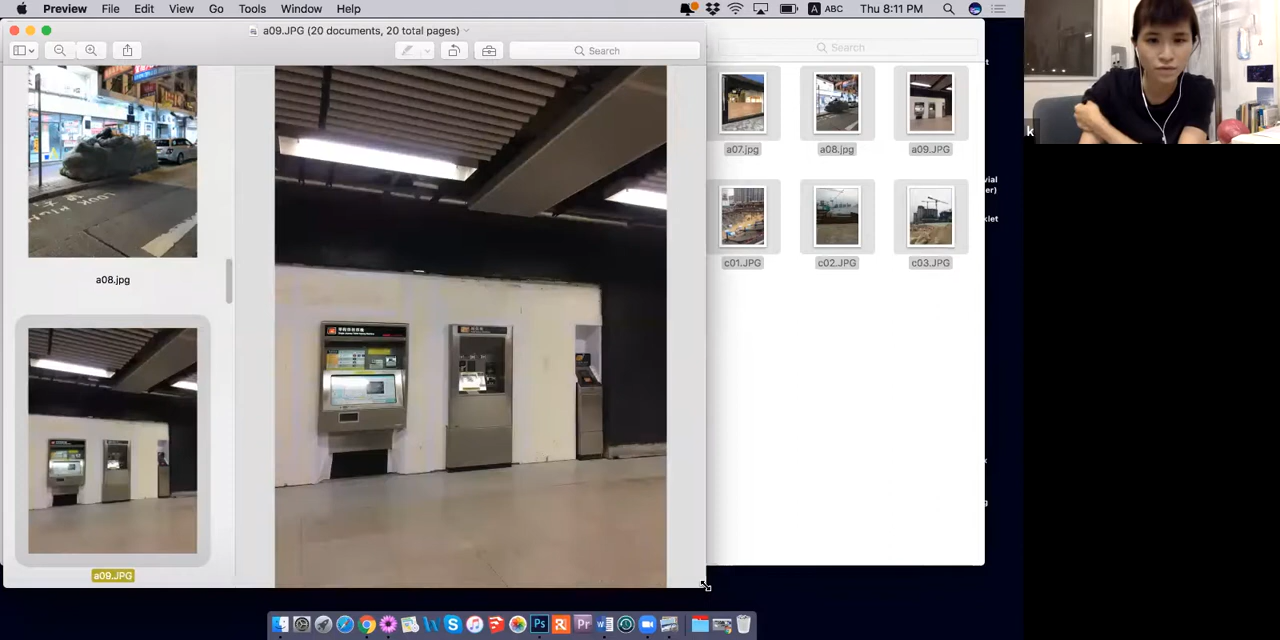 Preview File Edit View Go Tools Window Help
A ABC Thu 8:11 PM
a09.JPG (20 documents, 20 total pages)
Search
Search
a08.jpg
a09.JPG
a07.jpg a08.jpg a09.JPG
c01.JPG c02.JPG c03.JPG
k